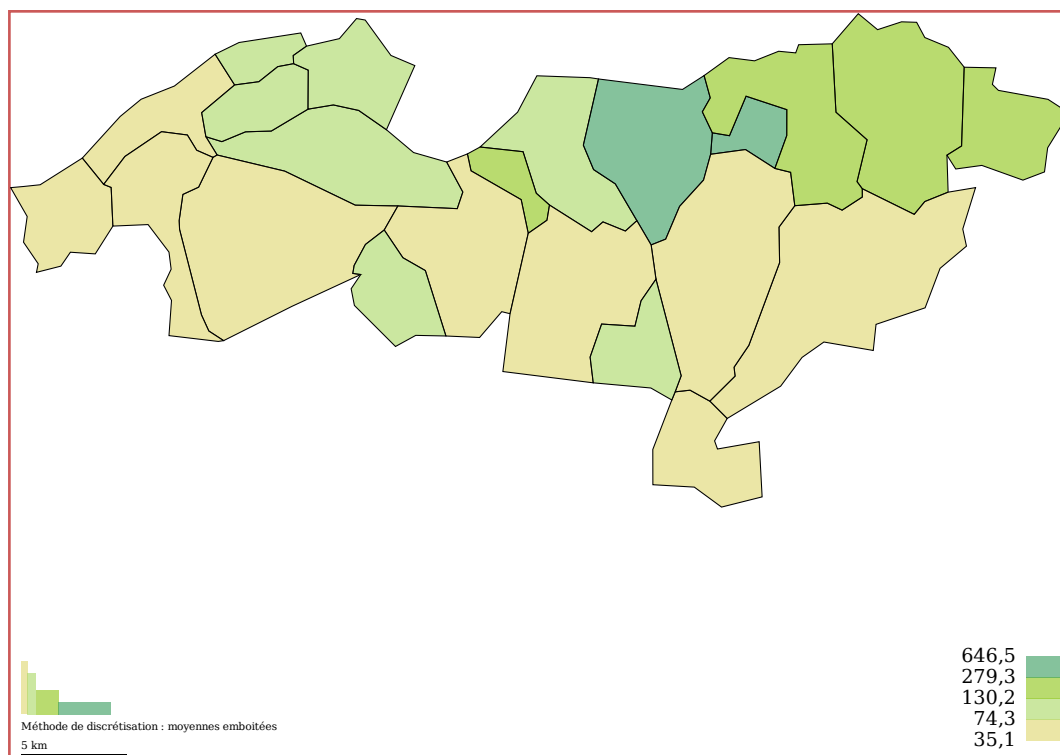 646,5
279,3
130,2
74,3
35,1
Méthode de discrétisation : moyennes emboitées
5 km